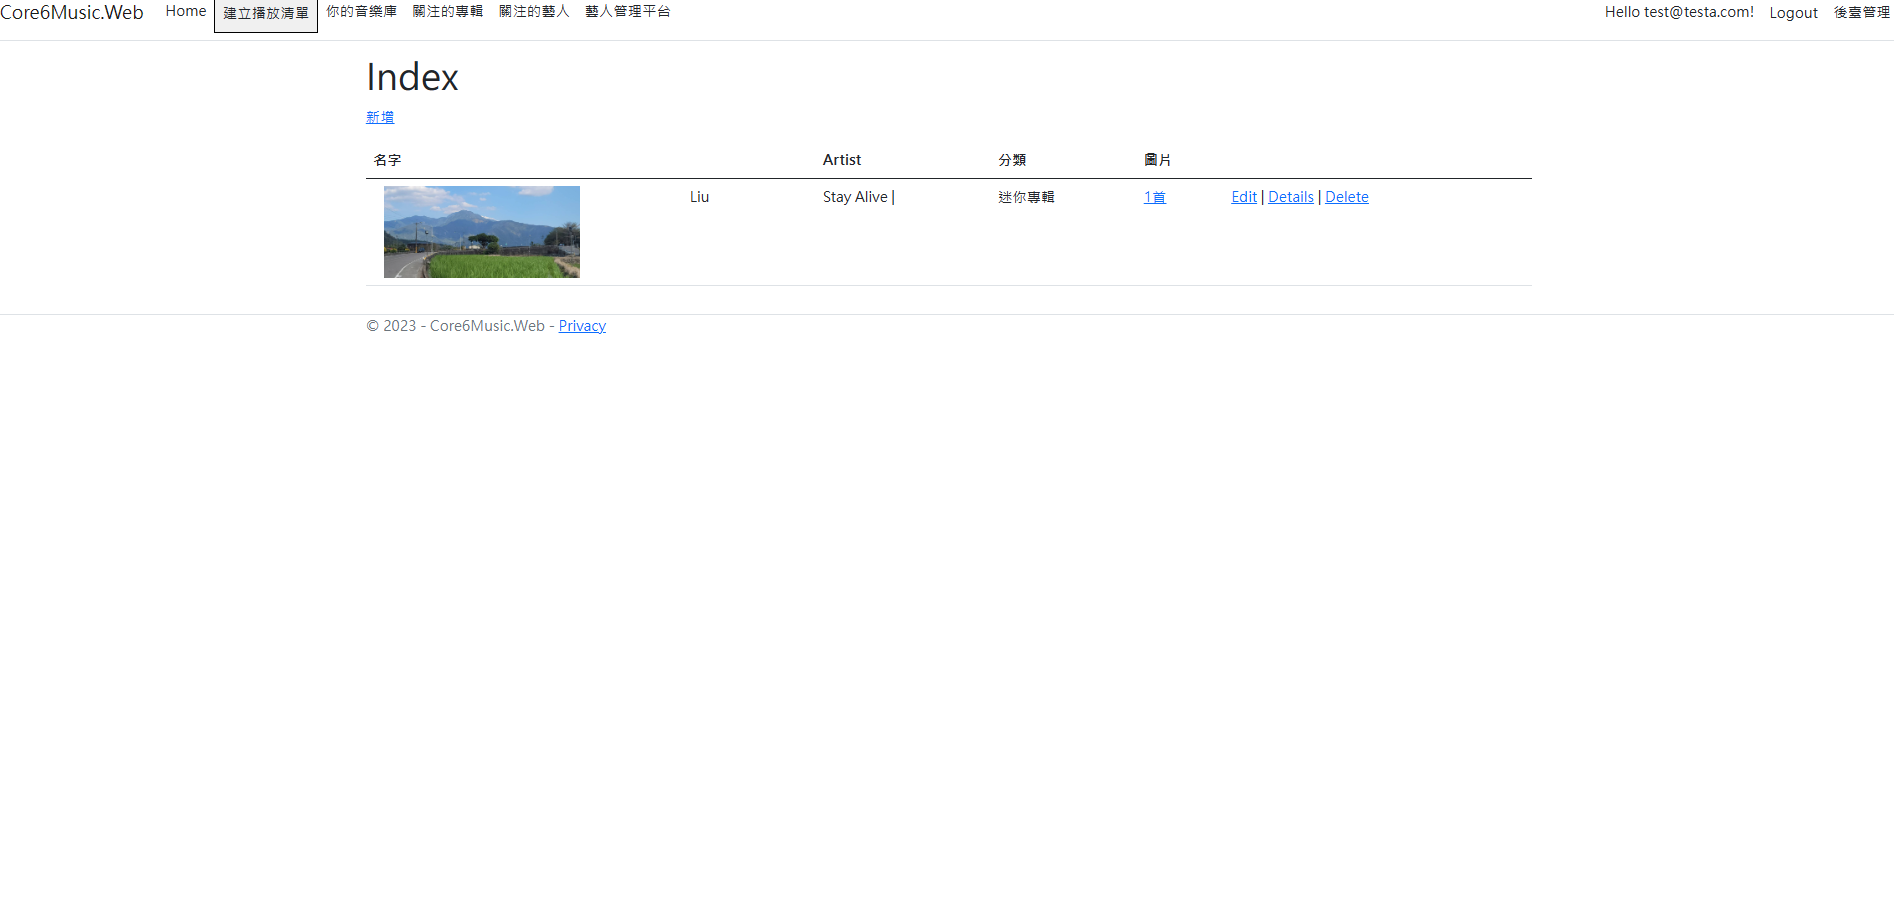 Core6Music.Web Home 建立播放清單 你的音樂庫 關注的專輯 關注的藝人 藝人管理平台 Hello test@testa.com! Logout 後臺管理
Index
新增
名字 Artist 分類 圖片
Liu Stay Alive | 迷你專輯 1首 Edit | Details | Delete
© 2023 - Core6Music.Web - Privacy